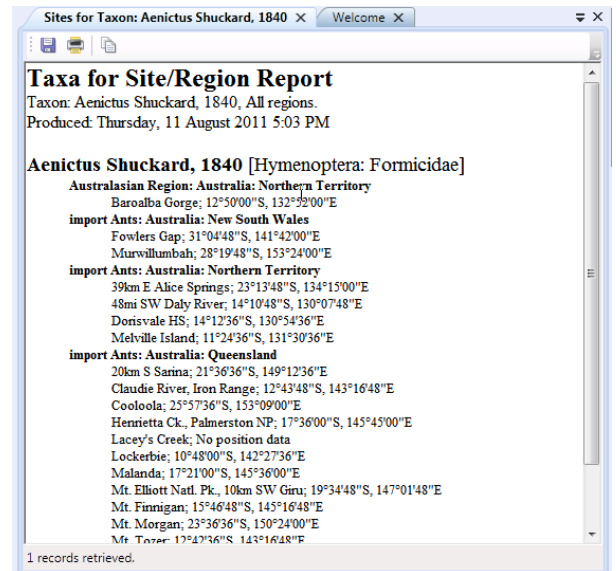 Sites for Taxon: Aenictus Shuckard, 1840 Welcome
Taxa for Site/Region Report
Taxon: Aenictus Shuckard, 1840, All regions.
Produced: Thursday, 11 August 2011 5:03 PM
Aenictus Shuckard, 1840 [Hymenoptera: Formicidae]
Australasian Region: Australia: Northern Territory
Baroalba Gorge; 12°50'00"S, 132°52'00"E
import Ants: Australia: New South Wales
Fowlers Gap; 31°04'48"S, 141°42'00"E
Murwillumbah; 28°19'48"S, 153°24'00"E
import Ants: Australia: Northern Territory
39km E Alice Springs; 23°13'48"S, 134°15'00"E
48mi SW Daly River; 14°10'48"S, 130°07'48"E
Dorisvale HS; 14°12'36"S, 130°54'36"E
Melville Island; 11°24'36"S, 131°30'36"E
import Ants: Australia: Queensland
20km S Sarina; 21°36'36"S, 149°12'36"E
Claudie River, Iron Range; 12°43'48"S, 143°16'48"E
Cooloola; 25°57'36"S, 153°09'00"E
Henrietta Ck., Palmerston NP; 17°36'00"S, 145°45'00"E
Lacey's Creek; No position data
Lockerbie; 10°48'00"S, 142°27'36"E
Malanda; 17°21'00"S, 145°36'00"E
Mt. Elliott Natl. Pk., 10km SW Giru; 19°34'48"S, 147°01'48"E
Mt. Finnigan; 15°46'48"S, 145°16'48"E
Mt. Morgan; 23°36'36"S, 150°24'00"E
Mt. Tozer; 12°42'36"S, 143°16'48"E
1 records retrieved.